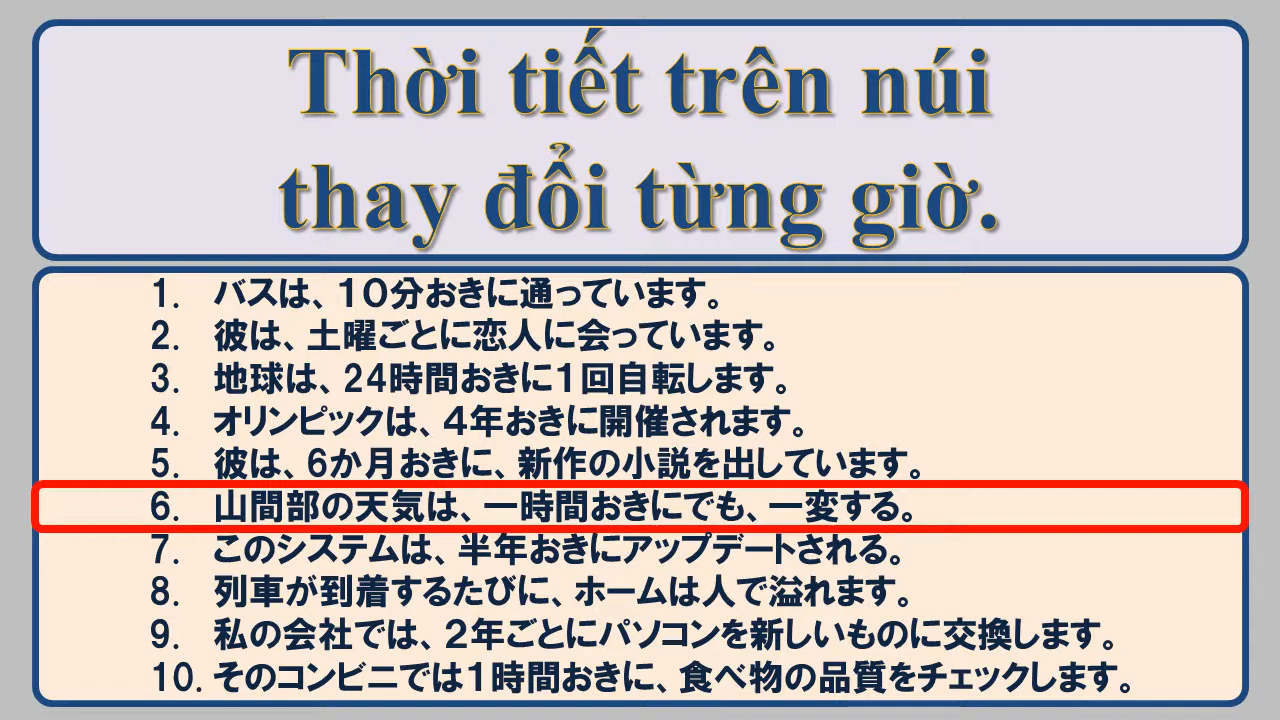 Thời tiết trên núi
thay đổi từng giờ.
1. バスは、１０分おきに通っています。
2. 彼は、土曜ごとに恋人に会っています。
3. 地球は、24時間おきに１回自転します。
4. オリンピックは、４年おきに開催されます。
5. 彼は、６か月おきに、新作の小説を出しています。
6. 山間部の天気は、一時間おきにでも、一変する。
7. このシステムは、半年おきにアップデートされる。
8. 列車が到着するたびに、ホームは人で溢れます。
9. 私の会社では、２年ごとにパソコンを新しいものに交換します。
10. そのコンビニでは１時間おきに、食べ物の品質をチェックします。